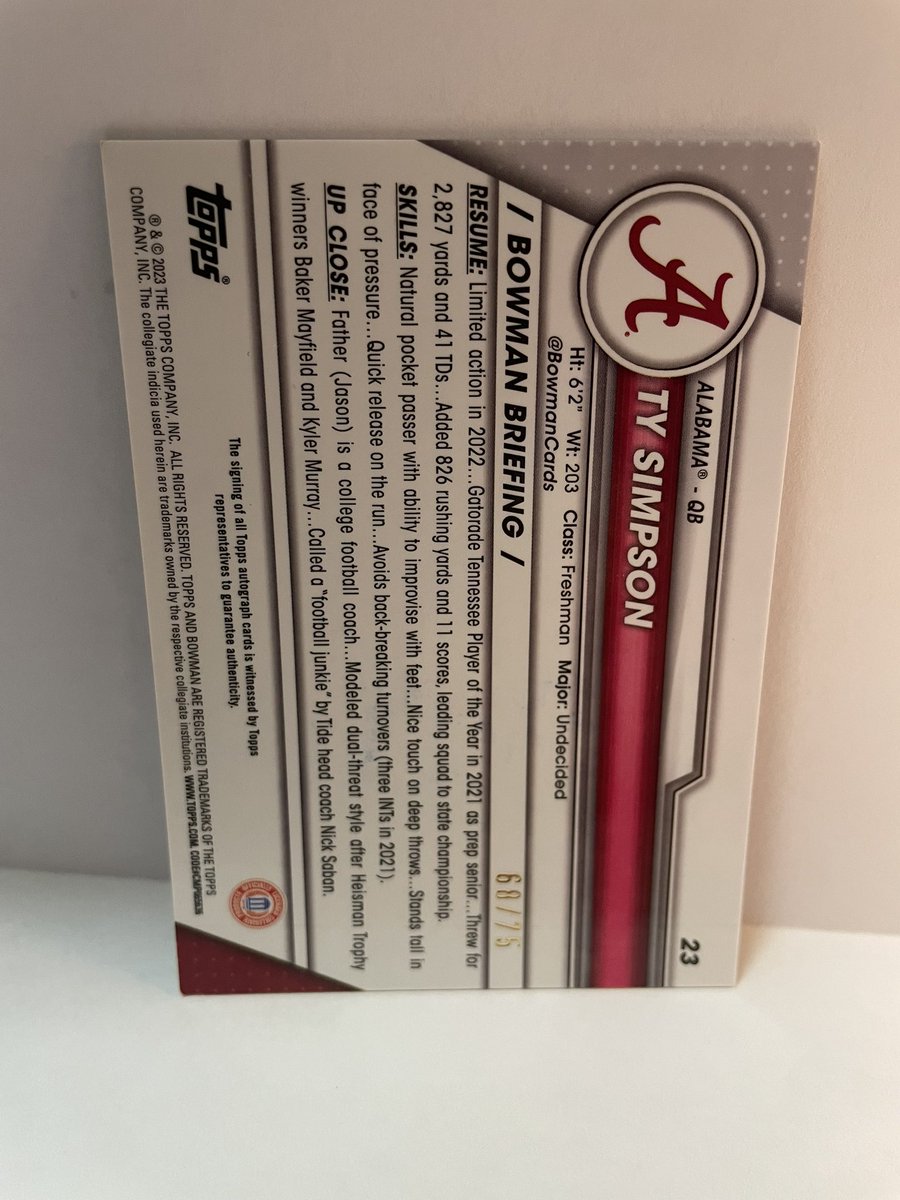 23
ALABAMA® - QB
TY SIMPSON
Ht: 6'2" Wt: 203 Class: Freshman Major: Undecided
@BowmanCards
/ BOWMAN BRIEFING /
68/75
RESUME: Limited action in 2022...Gatorade Tennessee Player of the Year in 2021 as prep senior...Threw for
2,827 yards and 41 TDs...Added 826 rushing yards and 11 scores, leading squad to state championship.
SKILLS: Natural pocket passer with ability to improvise with feet...Nice touch on deep throws...Stands tall in
face of pressure...Quick release on the run...Avoids back-breaking turnovers (three INTs in 2021).
UP CLOSE: Father (Jason) is a college football coach...Modeled dual-threat style after Heisman Trophy
winners Baker Mayfield and Kyler Murray...Called a "football junkie" by Tide head coach Nick Saban.
The signing of all Topps autograph cards is witnessed by Topps
representatives to guarantee authenticity.
topps®
® & © 2023 THE TOPPS COMPANY, INC. ALL RIGHTS RESERVED. TOPPS AND BOWMAN ARE REGISTERED TRADEMARKS OF THE TOPPS
COMPANY, INC. The collegiate indicia used herein are trademarks owned by the respective collegiate institutions. WWW.TOPPS.COM.